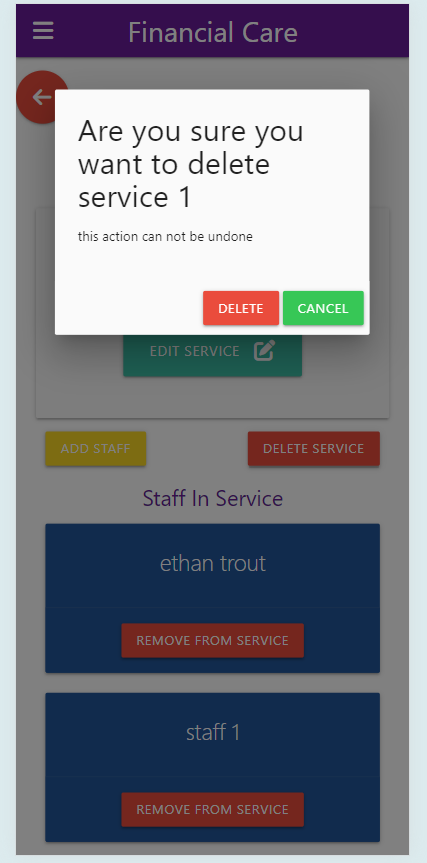 Financial Care
Are you sure you
want to delete
service 1
this action can not be undone
DELETE CANCEL
EDIT SERVICE
ADD STAFF DELETE SERVICE
Staff In Service
ethan trout
REMOVE FROM SERVICE
staff 1
REMOVE FROM SERVICE